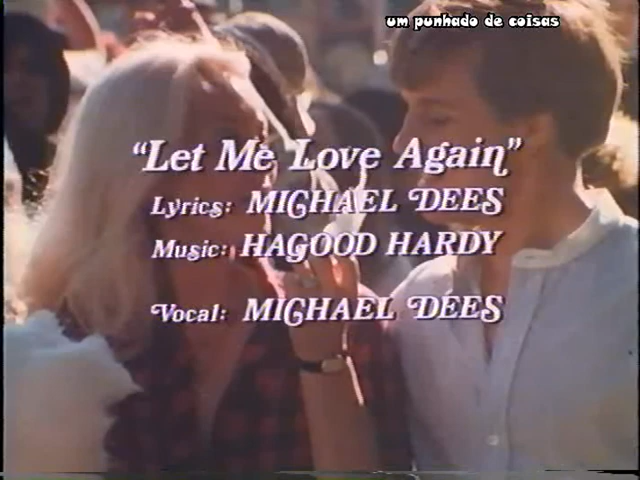 um punhado de coisas
"Let Me Love Again"
Lyrics: MICHAEL DEES
Music: HAGOOD HARDY
Vocal: MICHAEL DEES